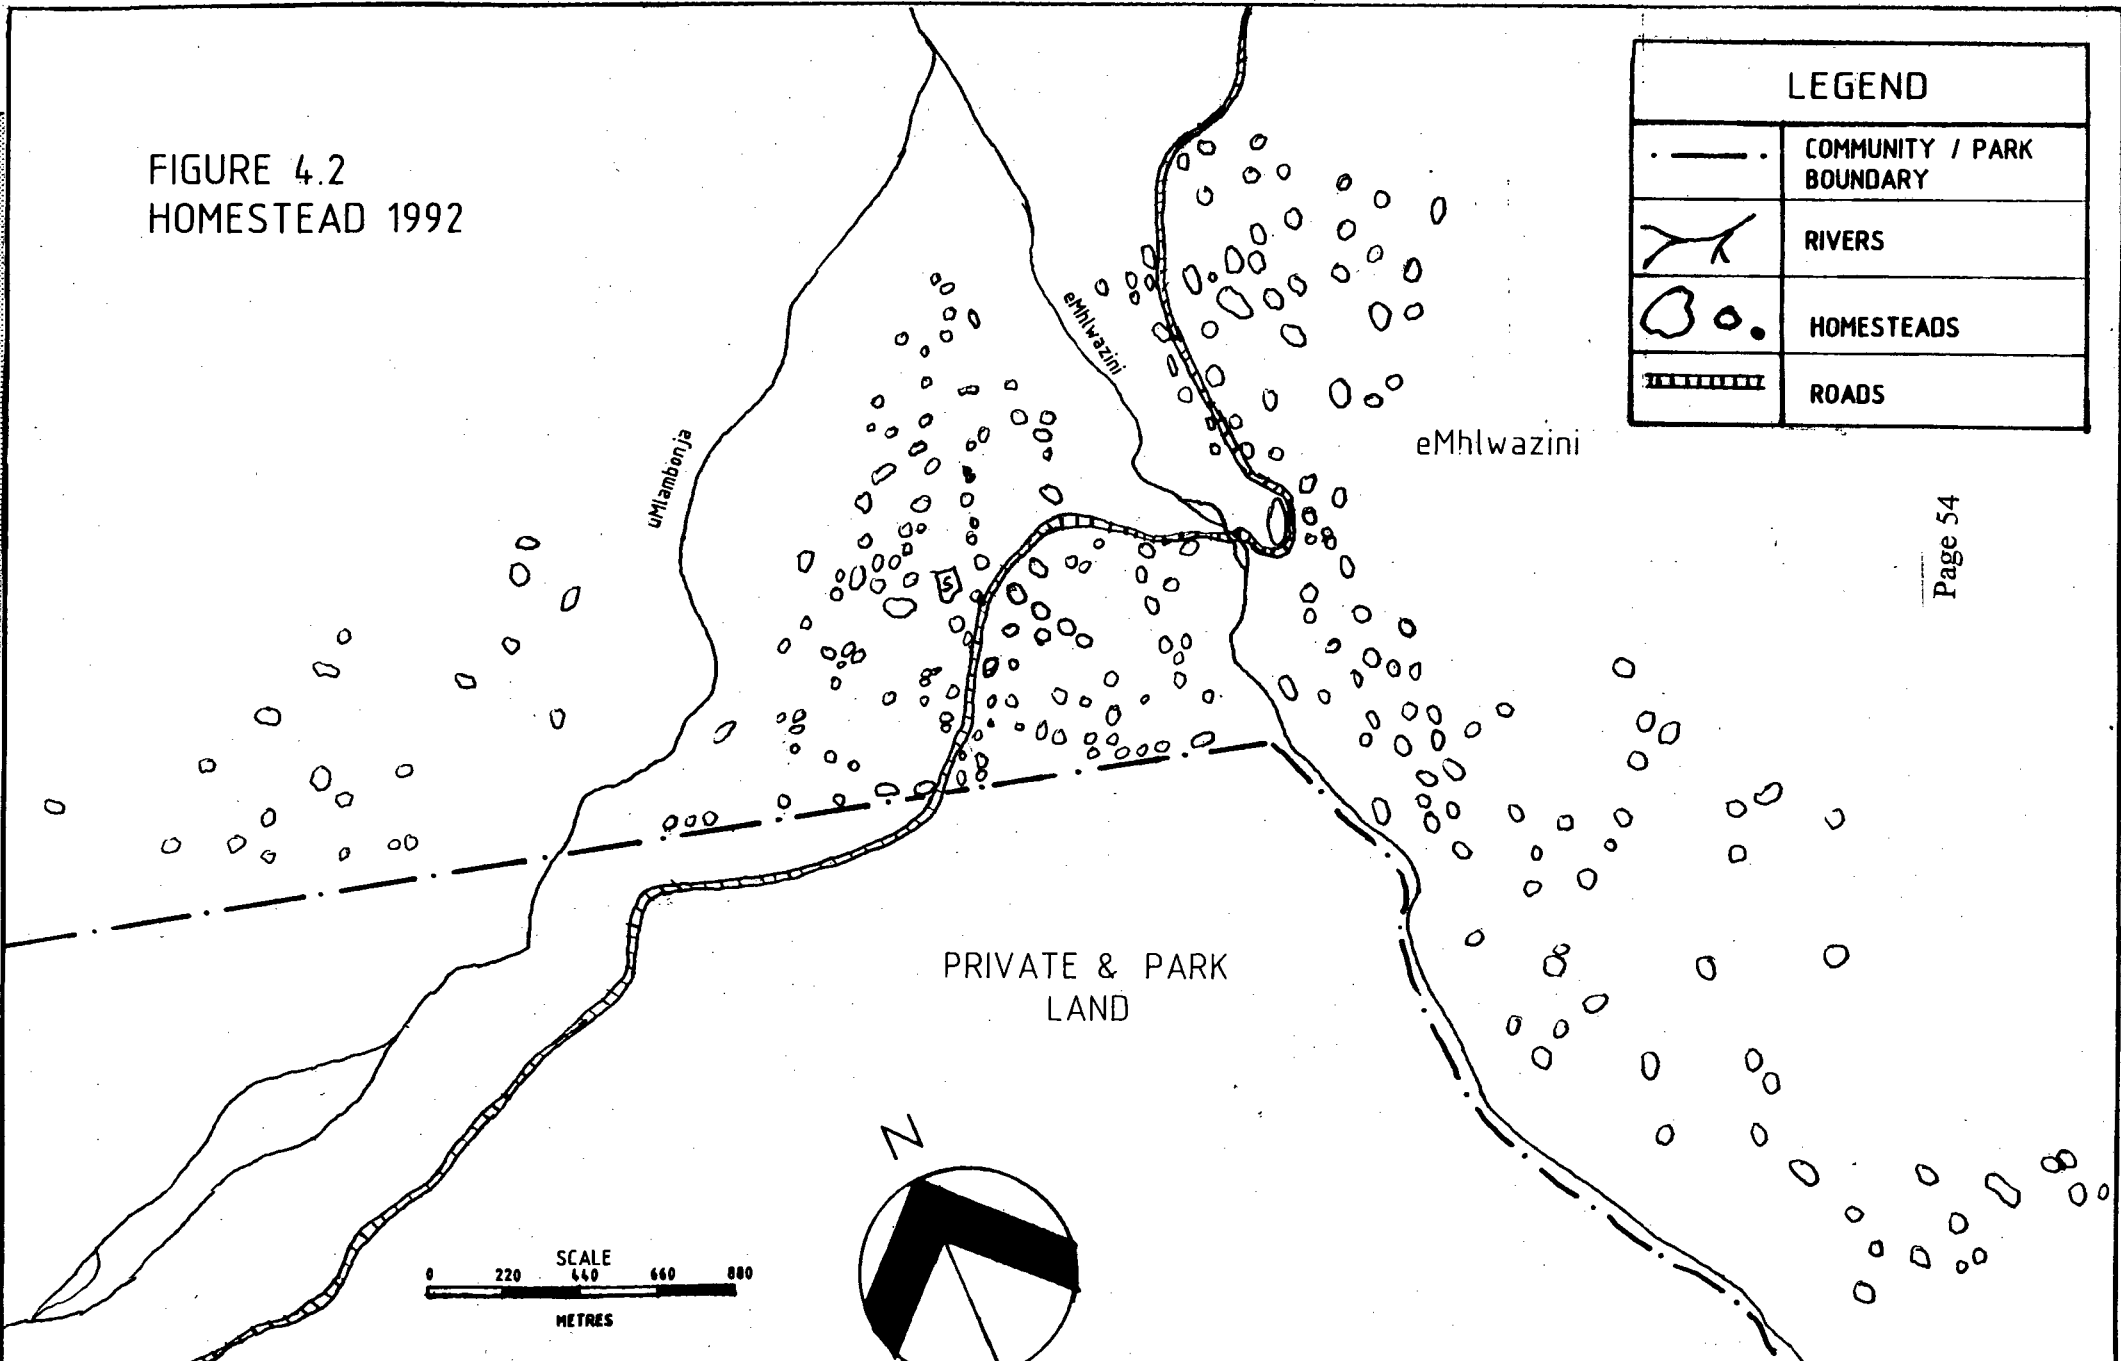 FIGURE 4.2
HOMESTEAD 1992
LEGEND
COMMUNITY / PARK
BOUNDARY
RIVERS
HOMESTEADS
ROADS
eMhlwazini
uMlambonja
eMhlwazini
S
Page 54
PRIVATE & PARK
LAND
N
SCALE
0 220 440 660 880
METRES